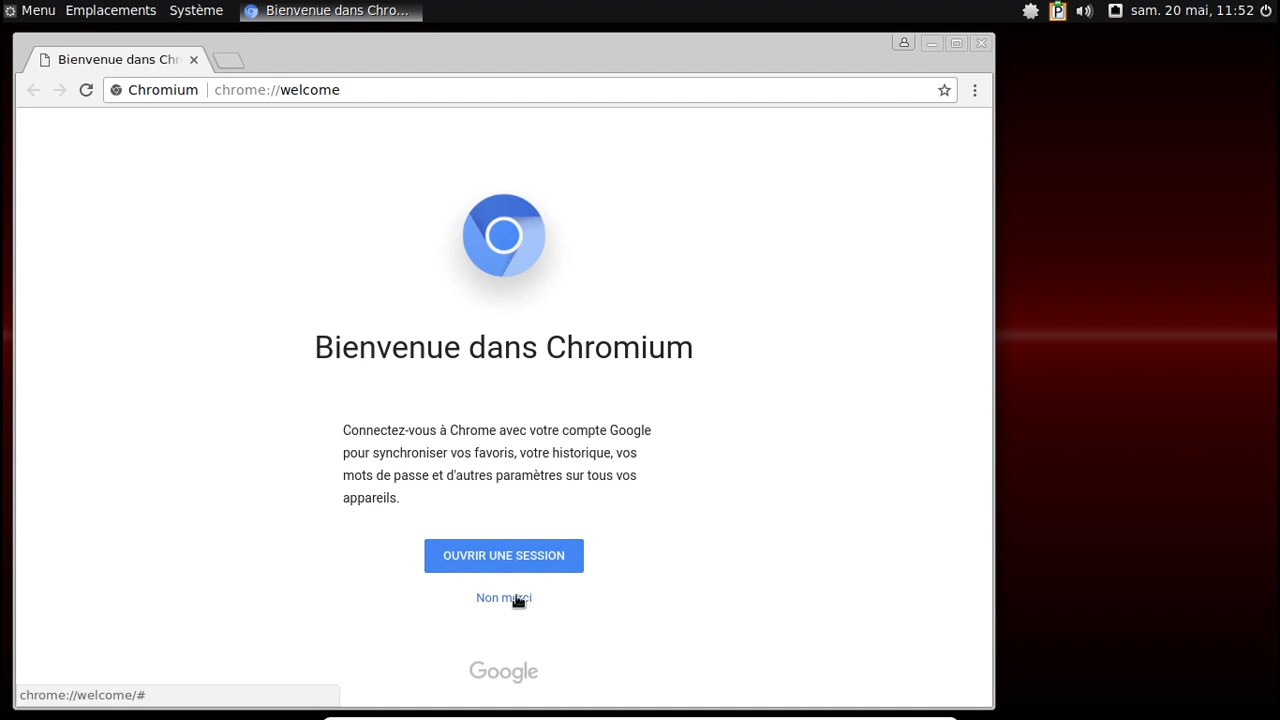 Menu Emplacements Système Bienvenue dans Chro... sam. 20 mai, 11:52
Bienvenue dans Chr
Chromium chrome://welcome
Bienvenue dans Chromium
Connectez-vous à Chrome avec votre compte Google
pour synchroniser vos favoris, votre historique, vos
mots de passe et d'autres paramètres sur tous vos
appareils.
OUVRIR UNE SESSION
Non merci
Google
chrome://welcome/#